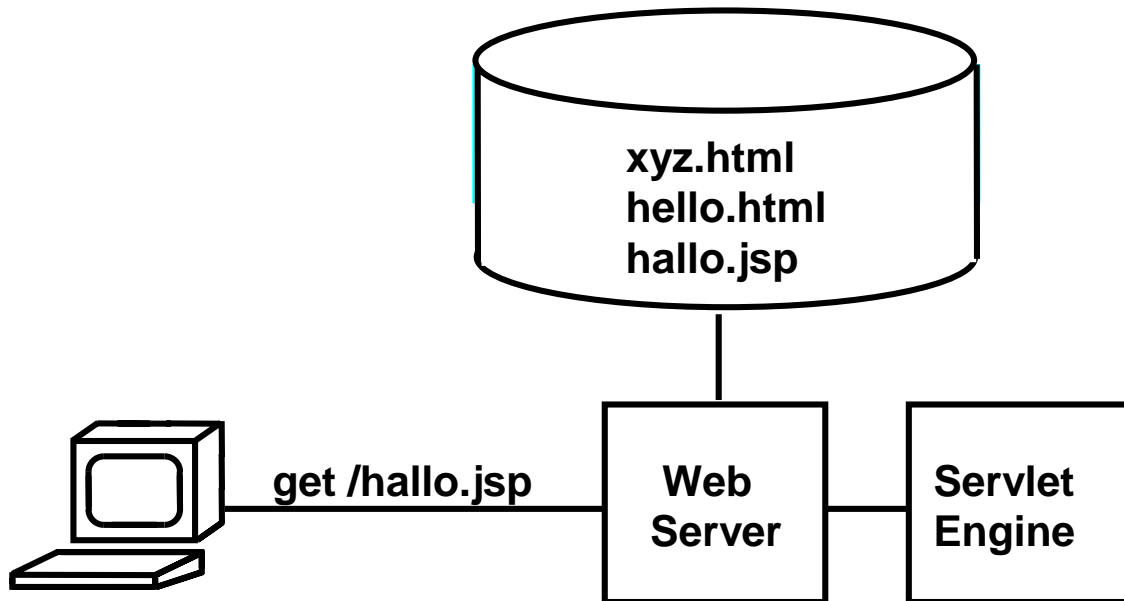 xyz.html
hello.html
hallo.jsp
get /hallo.jsp
Web
Server
Servlet
Engine